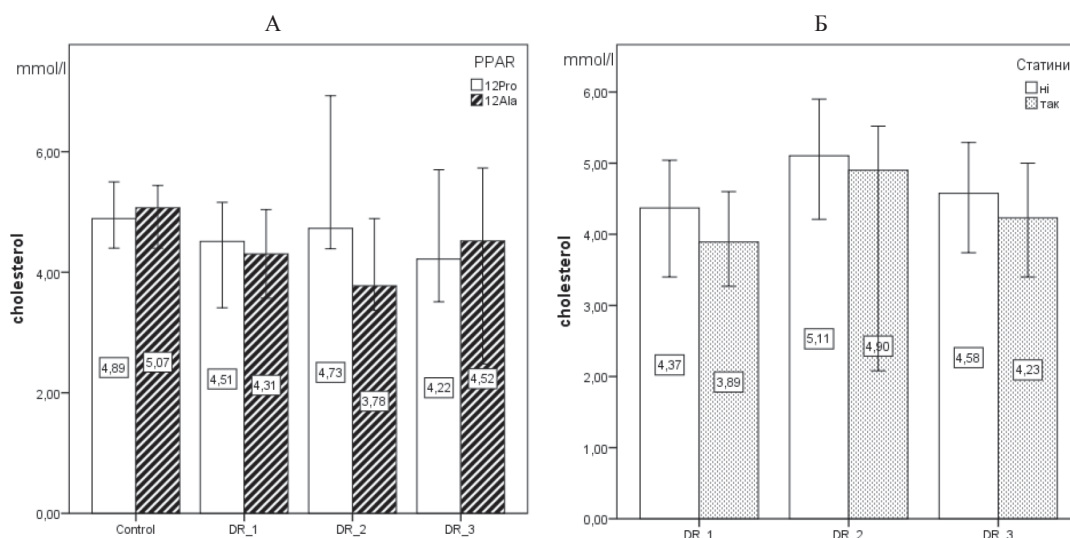 А
mmol/l
PPAR
12Pro
12Ala
6,00
4,00
2,00
0,00
cholesterol
4,89
5,07
4,51
4,31
4,73
3,78
4,22
4,52
Control
DR_1
DR_2
DR_3
Б
mmol/l
Статини
ні
так
6,00
5,00
4,00
3,00
2,00
1,00
0,00
cholesterol
4,37
3,89
5,11
4,90
4,58
4,23
DR_1
DR_2
DR_3